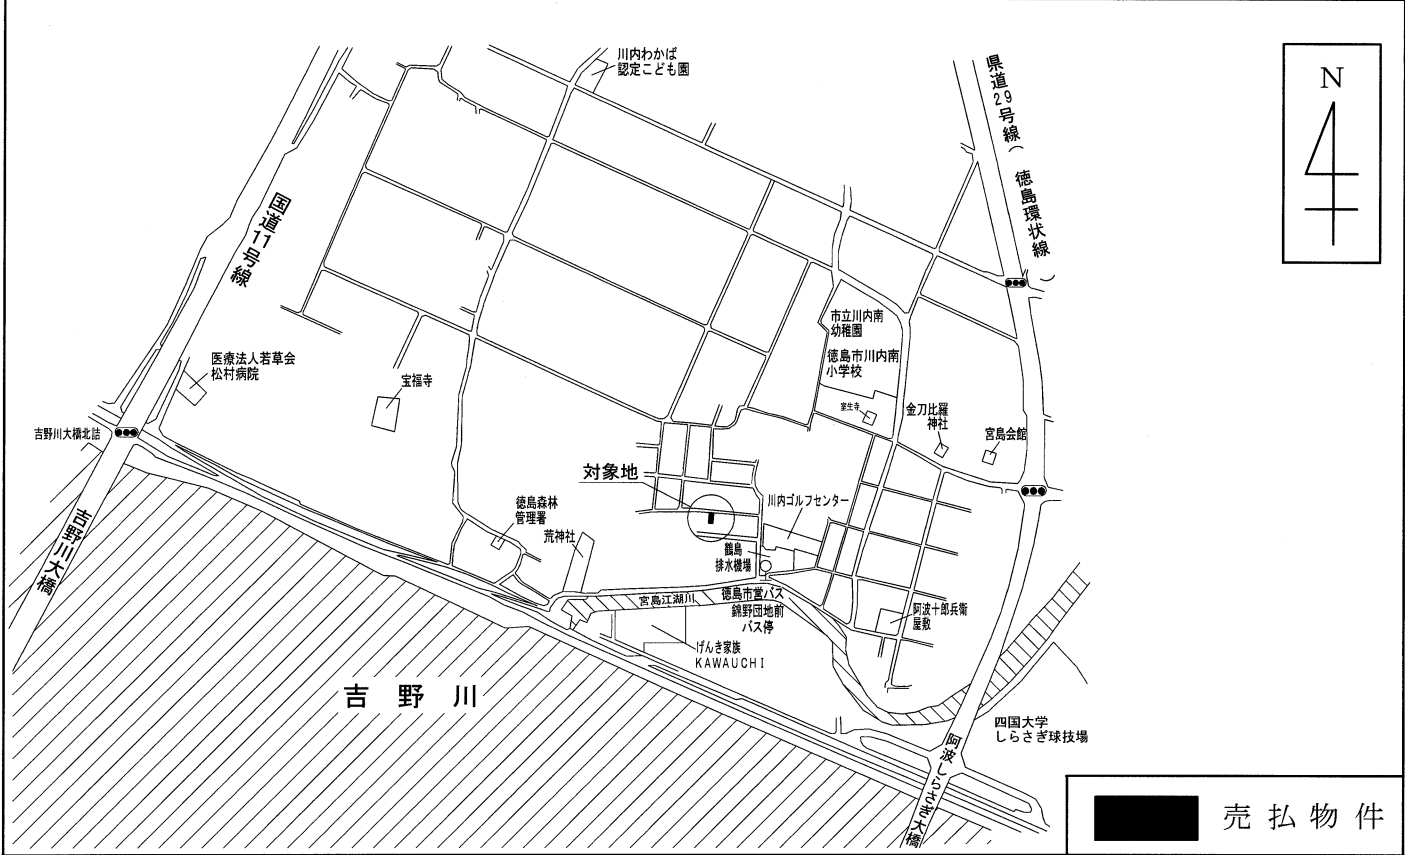 川内わかば
認定こども園
県道29号線(徳島環状線)
N
国道11号線
市立川内南
幼稚園
徳島市川内南
小学校
医療法人若草会
松村病院
宝福寺
室生寺
金刀比羅
神社
宮島会館
吉野川大橋北詰
対象地
徳島森林
管理署
荒神社
川内ゴルフセンター
鶴島
排水機場
吉野川大橋
宮島江湖川
徳島市営バス
錦野団地前
バス停
阿波十郎兵衛
屋敷
げんき家族
KAWAUCHI
吉野川
四国大学
しらさぎ球技場
阿波しらさぎ大橋
売払物件